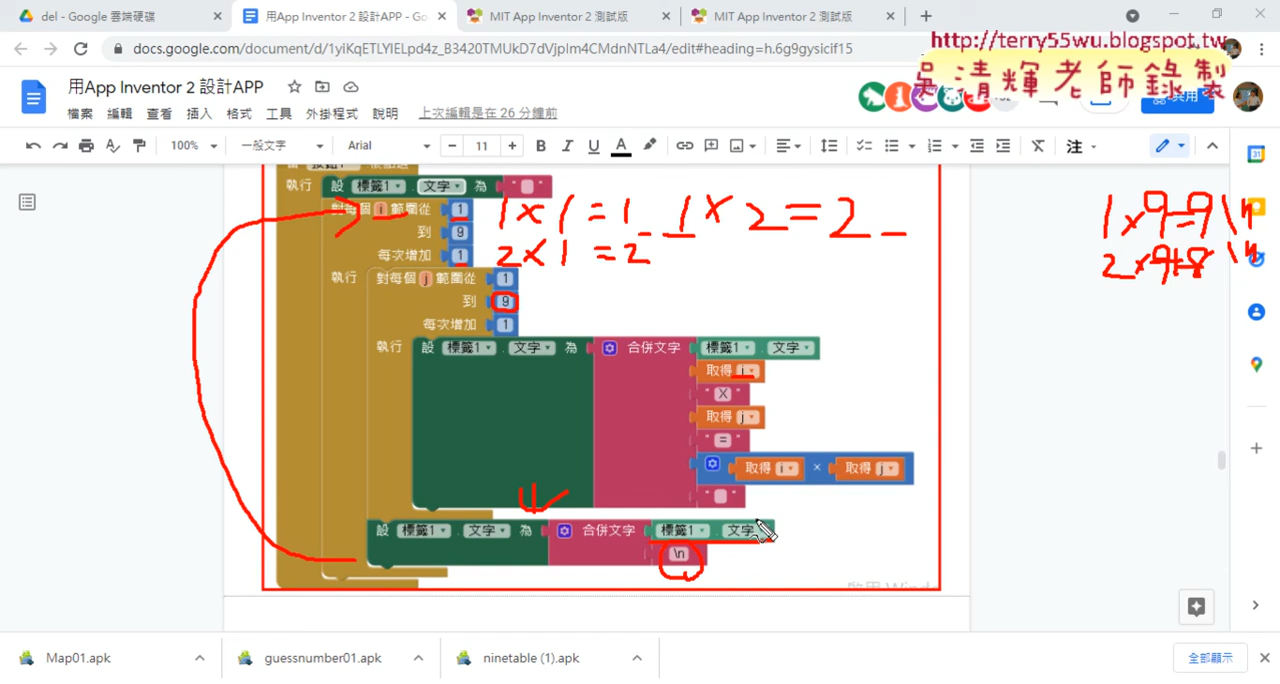 del - Google 雲端硬碟
用App Inventor 2 設計APP - Go
MIT App Inventor 2 測試版
MIT App Inventor 2 測試版
docs.google.com/document/d/1yiKqETLYIELpd4z_B3420TMUkD7dVjpIm4CMdnNTLa4/edit#heading=h.6g9gysicif15
http://terry55wu.blogspot.tw
吳清輝老師錄製
用App Inventor 2 設計APP
檔案 編輯 查看 插入 格式 工具 外掛程式 說明 上次編輯是在 26 分鐘前
共用
100% 一般文字 Arial 11 B I U A 注
執行 設 標籤1 . 文字 為 " "
對每個 i 範圍從 1
到 9
每次增加 1
1×1=1 1×2=2
2×1=2
1×9=9 \n
執行 對每個 j 範圍從 1
到 9
每次增加 1
執行 設 標籤1 . 文字 為 合併文字 標籤1 . 文字
取得 i
" X "
取得 j
" = "
取得 i × 取得 j
" "
設 標籤1 . 文字 為 合併文字 標籤1 . 文字
\n
Map01.apk
guessnumber01.apk
ninetable (1).apk
全部顯示